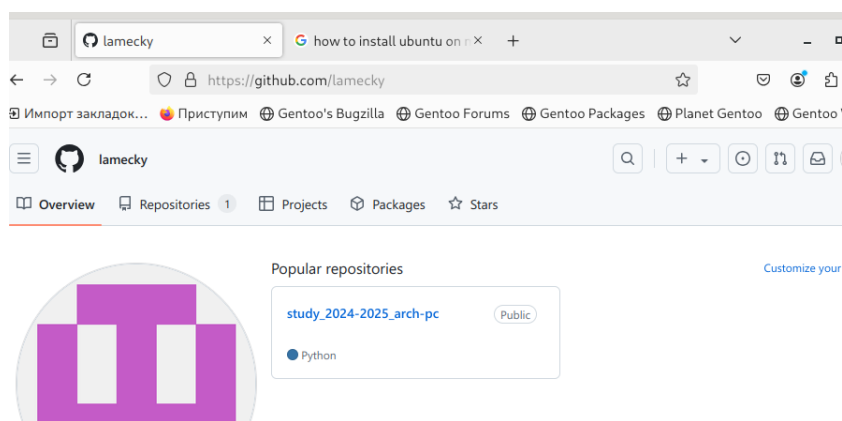 lamecky
how to install ubuntu on
https://github.com/lamecky
Импорт закладок... Приступим Gentoo's Bugzilla Gentoo Forums Gentoo Packages Planet Gentoo Gentoo
lamecky
Overview Repositories 1 Projects Packages Stars
Popular repositories Customize your
study_2024-2025_arch-pc Public
Python